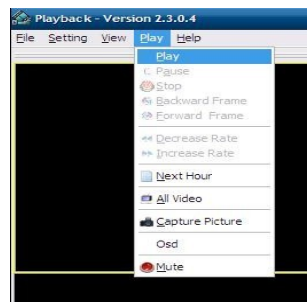 Playback - Version 2.3.0.4
File Setting View Play Help
Play
Pause
Stop
Backward Frame
Forward Frame
Decrease Rate
Increase Rate
Next Hour
All Video
Capture Picture
Osd
Mute